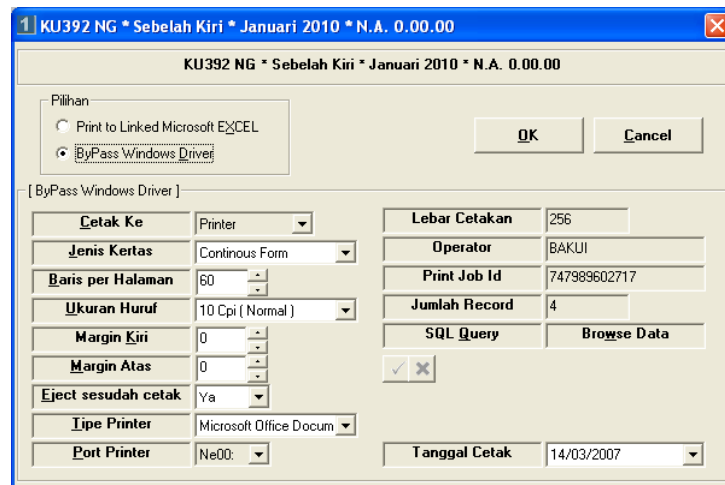 1 KU392 NG * Sebelah Kiri * Januari 2010 * N.A. 0.00.00
KU392 NG * Sebelah Kiri * Januari 2010 * N.A. 0.00.00
Pilihan
Print to Linked Microsoft EXCEL
ByPass Windows Driver
OK Cancel
[ ByPass Windows Driver ]
Cetak Ke Printer Lebar Cetakan 256
Jenis Kertas Continous Form Operator BAKUI
Baris per Halaman 60 Print Job Id 747989602717
Ukuran Huruf 10 Cpi ( Normal ) Jumlah Record 4
Margin Kiri 0 SQL Query Browse Data
Margin Atas 0
Eject sesudah cetak Ya
Tipe Printer Microsoft Office Docum
Port Printer Ne00: Tanggal Cetak 14/03/2007